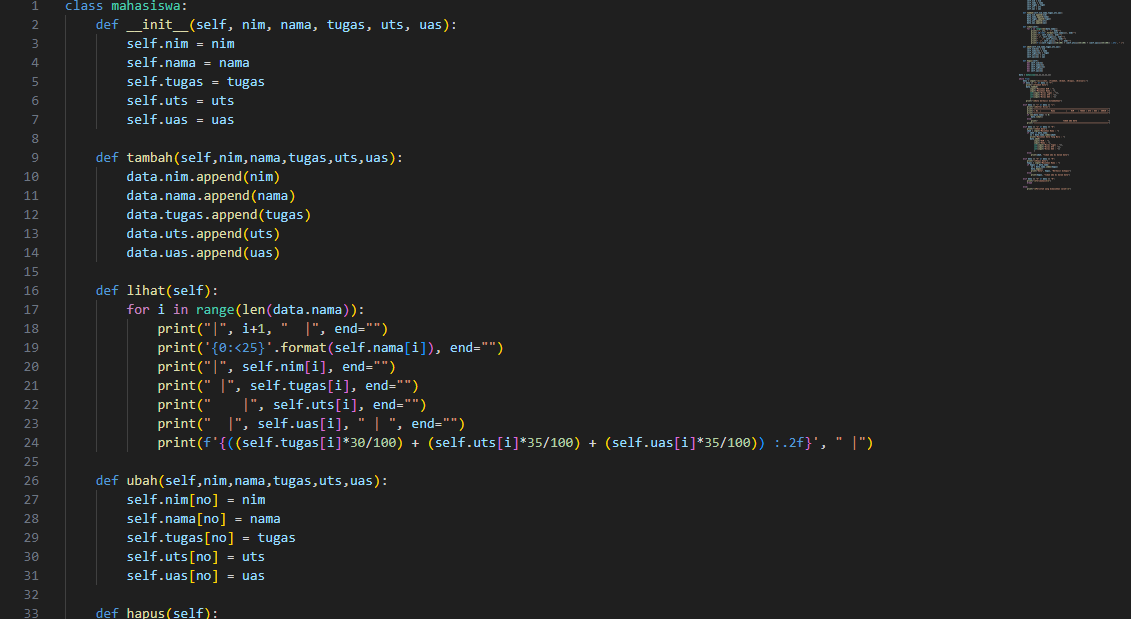 1 class mahasiswa:
2     def __init__(self, nim, nama, tugas, uts, uas):
3         self.nim = nim
4         self.nama = nama
5         self.tugas = tugas
6         self.uts = uts
7         self.uas = uas
8
9     def tambah(self,nim,nama,tugas,uts,uas):
10         data.nim.append(nim)
11         data.nama.append(nama)
12         data.tugas.append(tugas)
13         data.uts.append(uts)
14         data.uas.append(uas)
15
16     def lihat(self):
17         for i in range(len(data.nama)):
18             print("|", i+1, "  |", end="")
19             print('{0:<25}'.format(self.nama[i]), end="")
20             print("|", self.nim[i], end="")
21             print(" |", self.tugas[i], end="")
22             print("    |", self.uts[i], end="")
23             print("  |", self.uas[i], " | ", end="")
24             print(f'{((self.tugas[i]*30/100) + (self.uts[i]*35/100) + (self.uas[i]*35/100)) :.2f}', " |")
25
26     def ubah(self,nim,nama,tugas,uts,uas):
27         self.nim[no] = nim
28         self.nama[no] = nama
29         self.tugas[no] = tugas
30         self.uts[no] = uts
31         self.uas[no] = uas
32
33     def hapus(self):